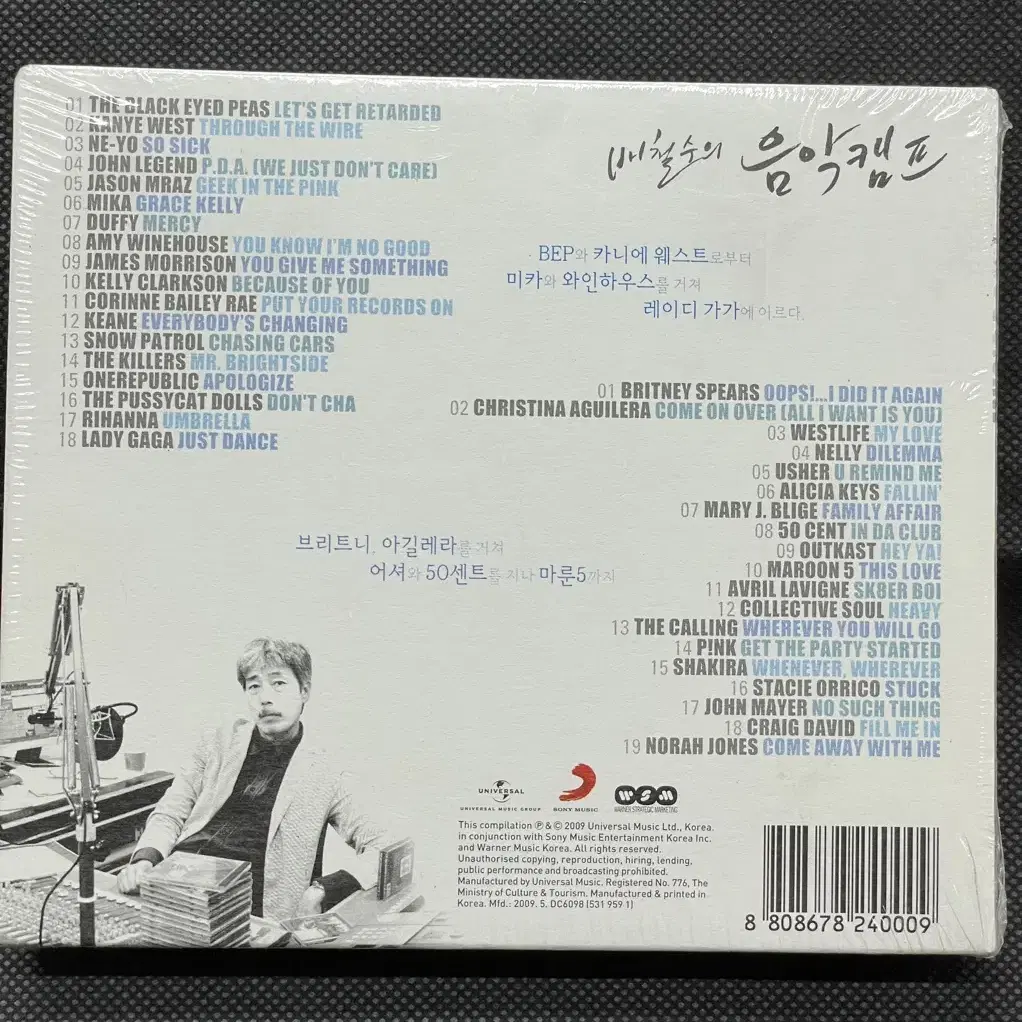 01 THE BLACK EYED PEAS LET'S GET RETARDED
02 KANYE WEST THROUGH THE WIRE
03 NE-YO SO SICK
04 JOHN LEGEND P.D.A. (WE JUST DON'T CARE)
05 JASON MRAZ GEEK IN THE PINK
06 MIKA GRACE KELLY
07 DUFFY MERCY
08 AMY WINEHOUSE YOU KNOW I'M NO GOOD
09 JAMES MORRISON YOU GIVE ME SOMETHING
10 KELLY CLARKSON BECAUSE OF YOU
11 CORINNE BAILEY RAE PUT YOUR RECORDS ON
12 KEANE EVERYBODY'S CHANGING
13 SNOW PATROL CHASING CARS
14 THE KILLERS MR. BRIGHTSIDE
15 ONEREPUBLIC APOLOGIZE
16 THE PUSSYCAT DOLLS DON'T CHA
17 RIHANNA UMBRELLA
18 LADY GAGA JUST DANCE
배철수의 음악캠프
BEP와 카니에 웨스트로부터
미카와 와인하우스를 거쳐
레이디 가가에 이르다.
01 BRITNEY SPEARS OOPS!...I DID IT AGAIN
02 CHRISTINA AGUILERA COME ON OVER (ALL I WANT IS YOU)
03 WESTLIFE MY LOVE
04 NELLY DILEMMA
05 USHER U REMIND ME
06 ALICIA KEYS FALLIN'
07 MARY J. BLIGE FAMILY AFFAIR
08 50 CENT IN DA CLUB
09 OUTKAST HEY YA!
10 MAROON 5 THIS LOVE
11 AVRIL LAVIGNE SK8ER BOI
12 COLLECTIVE SOUL HEAVY
13 THE CALLING WHEREVER YOU WILL GO
14 P!NK GET THE PARTY STARTED
15 SHAKIRA WHENEVER, WHEREVER
16 STACIE ORRICO STUCK
17 JOHN MAYER NO SUCH THING
18 CRAIG DAVID FILL ME IN
19 NORAH JONES COME AWAY WITH ME
브리트니, 아길레라를 거쳐
어셔와 50센트를 지나 마룬5까지
UNIVERSAL
UNIVERSAL MUSIC GROUP
SONY MUSIC
WSM
WARNER STRATEGIC MARKETING
This compilation ℗&© 2009 Universal Music Ltd., Korea.
in conjunction with Sony Music Entertainment Korea Inc.
and Warner Music Korea. All rights reserved.
Unauthorised copying, reproduction, hiring, lending,
public performance and broadcasting prohibited.
Manufactured by Universal Music, Registered No. 776, The
Ministry of Culture & Tourism. Manufactured & printed in
Korea. Mfd.: 2009. 5. DC6098 (531 959 1)
8 808678 240009